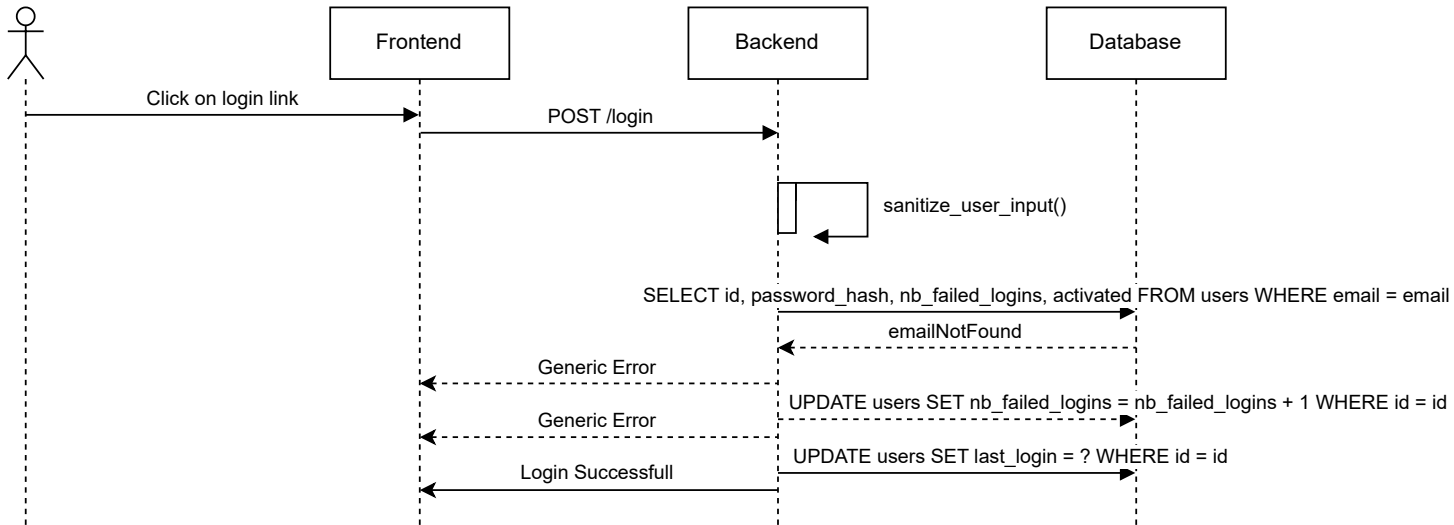 Frontend
Backend
Database
Click on login link
POST /login
sanitize_user_input()
SELECT id, password_hash, nb_failed_logins, activated FROM users WHERE email = email
emailNotFound
Generic Error
UPDATE users SET nb_failed_logins = nb_failed_logins + 1 WHERE id = id
Generic Error
UPDATE users SET last_login = ? WHERE id = id
Login Successfull